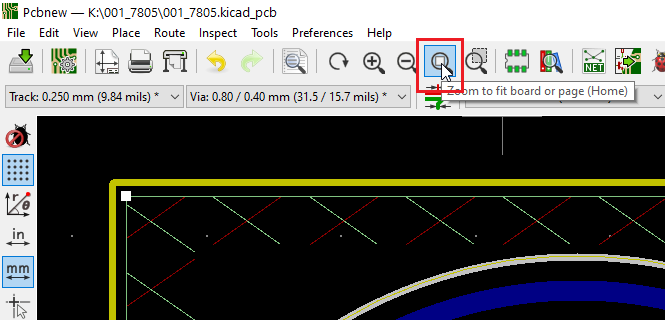 Pcbnew — K:\001_7805\001_7805.kicad_pcb
File Edit View Place Route Inspect Tools Preferences Help
NET
Track: 0.250 mm (9.84 mils) * Via: 0.80 / 0.40 mm (31.5 / 15.7 mils) *
Zoom to fit board or page (Home)
r
in
mm